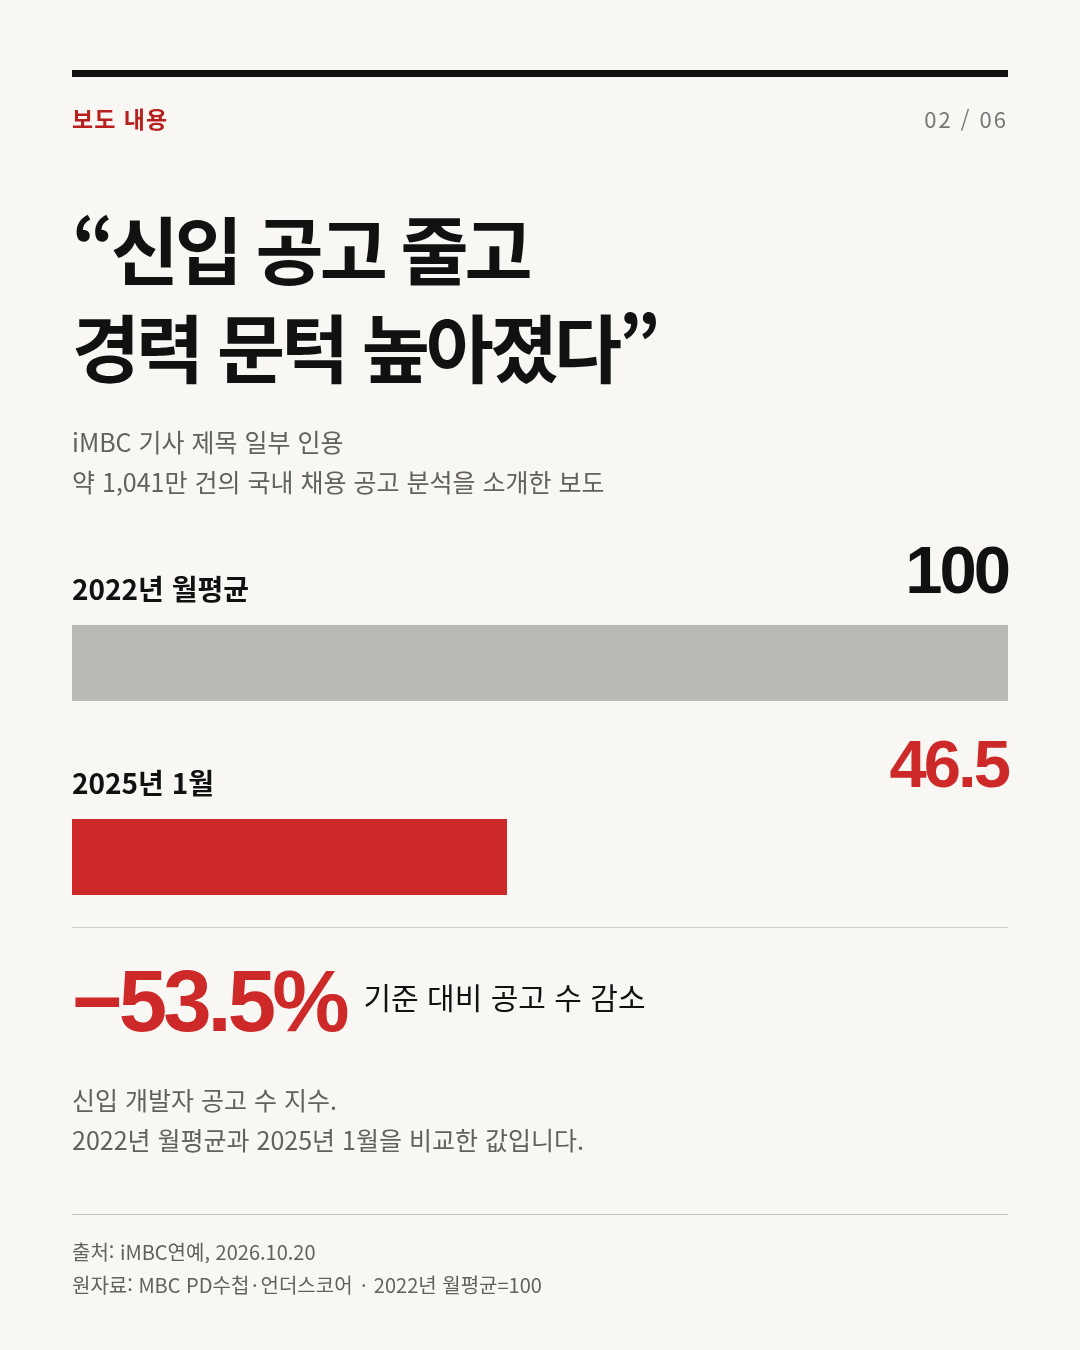 보도 내용
02 / 06
“신입 공고 줄고
경력 문턱 높아졌다”
iMBC 기사 제목 일부 인용
약 1,041만 건의 국내 채용 공고 분석을 소개한 보도
2022년 월평균
100
2025년 1월
46.5
–53.5% 기준 대비 공고 수 감소
신입 개발자 공고 수 지수.
2022년 월평균과 2025년 1월을 비교한 값입니다.
출처: iMBC연예, 2026.10.20
원자료: MBC PD수첩·언더스코어 · 2022년 월평균=100